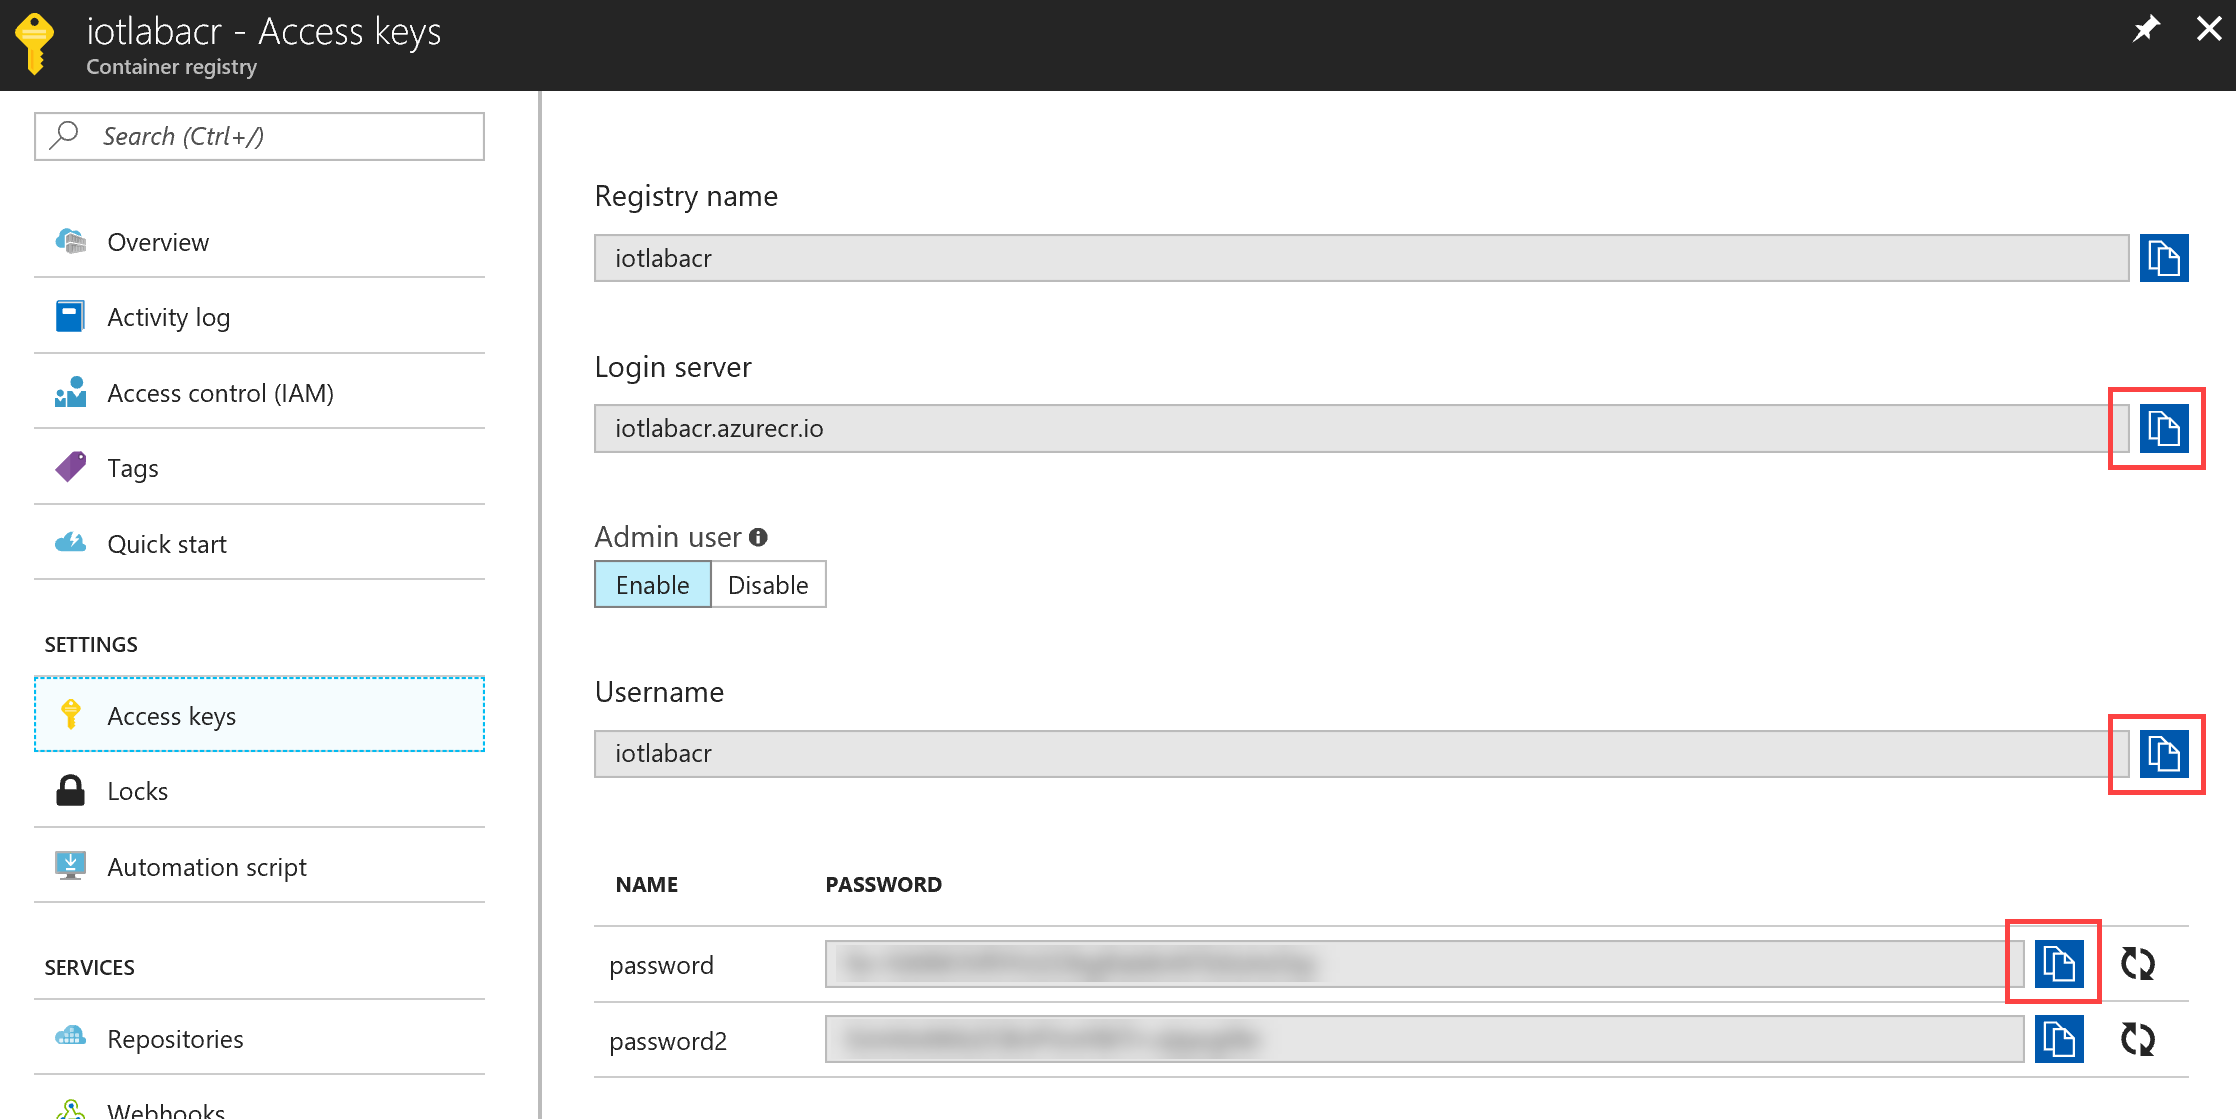 iotlabacr - Access keys
Container registry
Search (Ctrl+/)
Overview
Activity log
Access control (IAM)
Tags
Quick start
SETTINGS
Access keys
Locks
Automation script
SERVICES
Repositories
Webhooks
Registry name
iotlabacr
Login server
iotlabacr.azurecr.io
Admin user
Enable Disable
Username
iotlabacr
NAME PASSWORD
password
password2